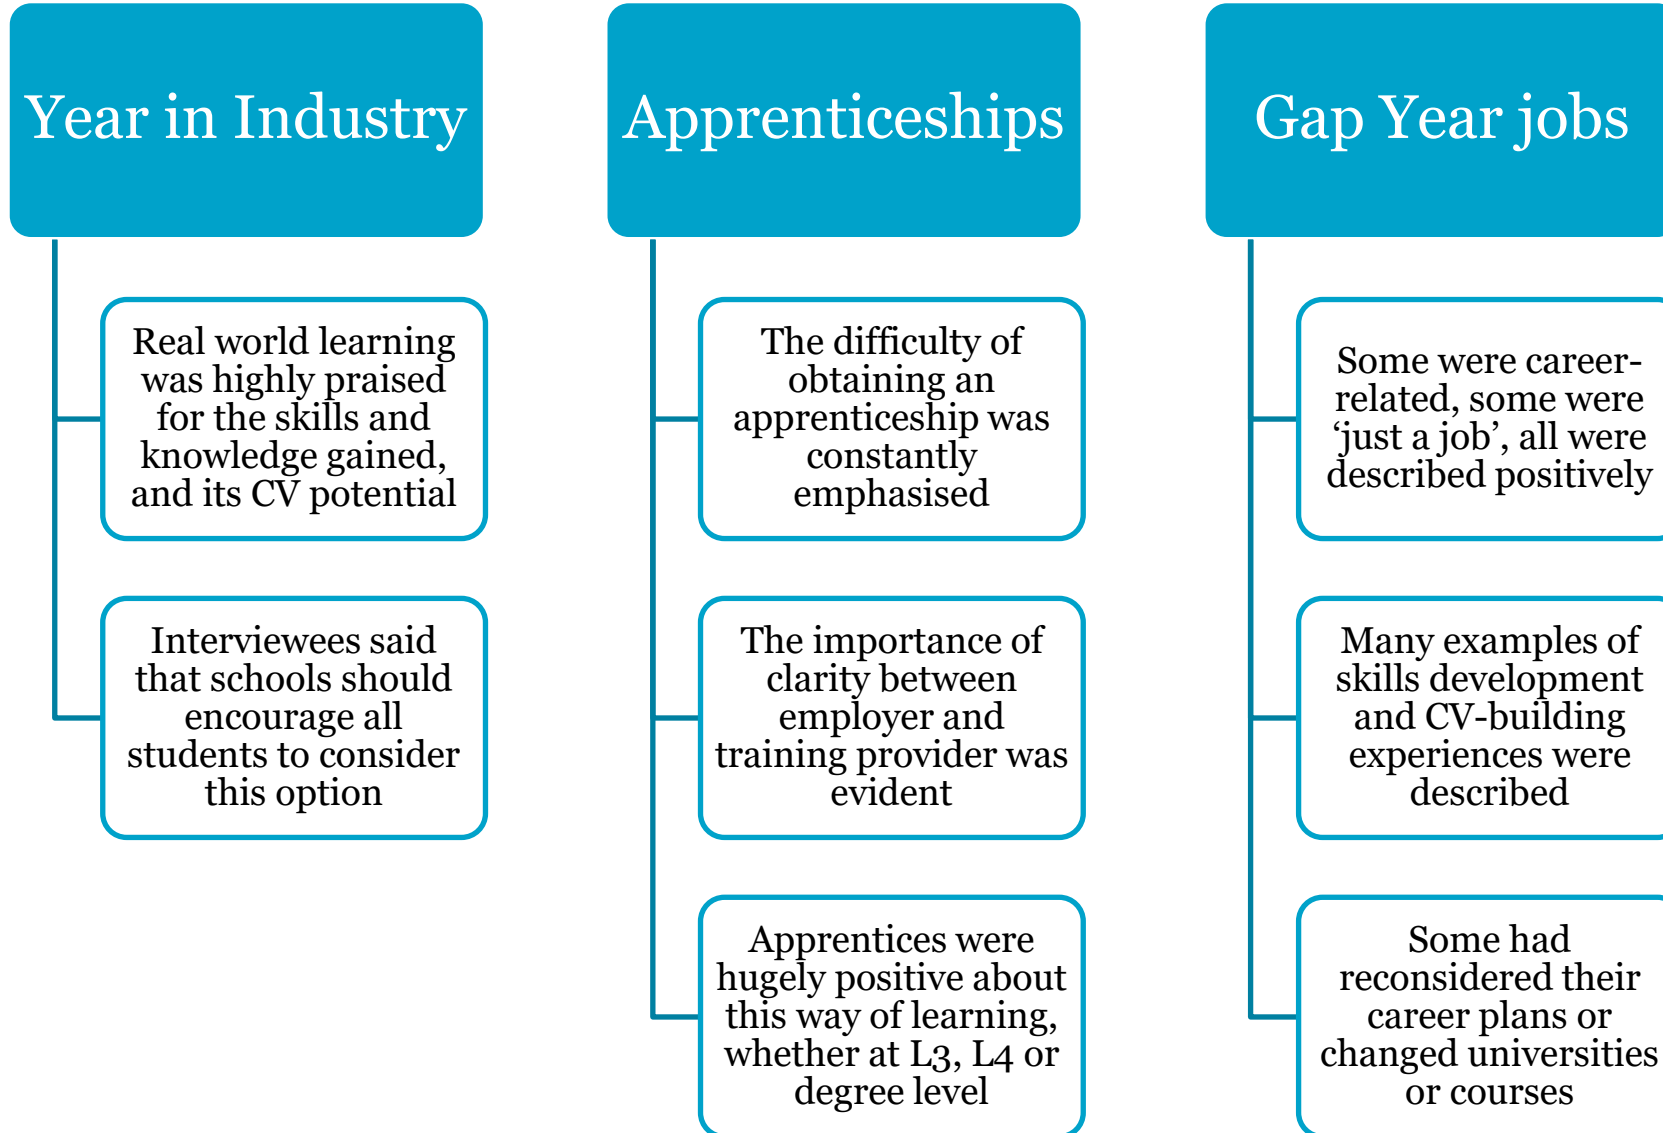 Year in Industry
Real world learning
was highly praised
for the skills and
knowledge gained,
and its CV potential
Interviewees said
that schools should
encourage all
students to consider
this option
Apprenticeships
The difficulty of
obtaining an
apprenticeship was
constantly
emphasised
The importance of
clarity between
employer and
training provider was
evident
Apprentices were
hugely positive about
this way of learning,
whether at L3, L4 or
degree level
Gap Year jobs
Some were career-
related, some were
‘just a job’, all were
described positively
Many examples of
skills development
and CV-building
experiences were
described
Some had
reconsidered their
career plans or
changed universities
or courses